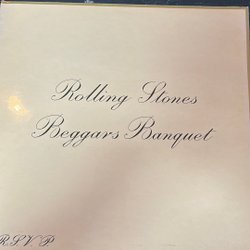 Rolling Stones
Beggars Banquet
R.S.V.P.